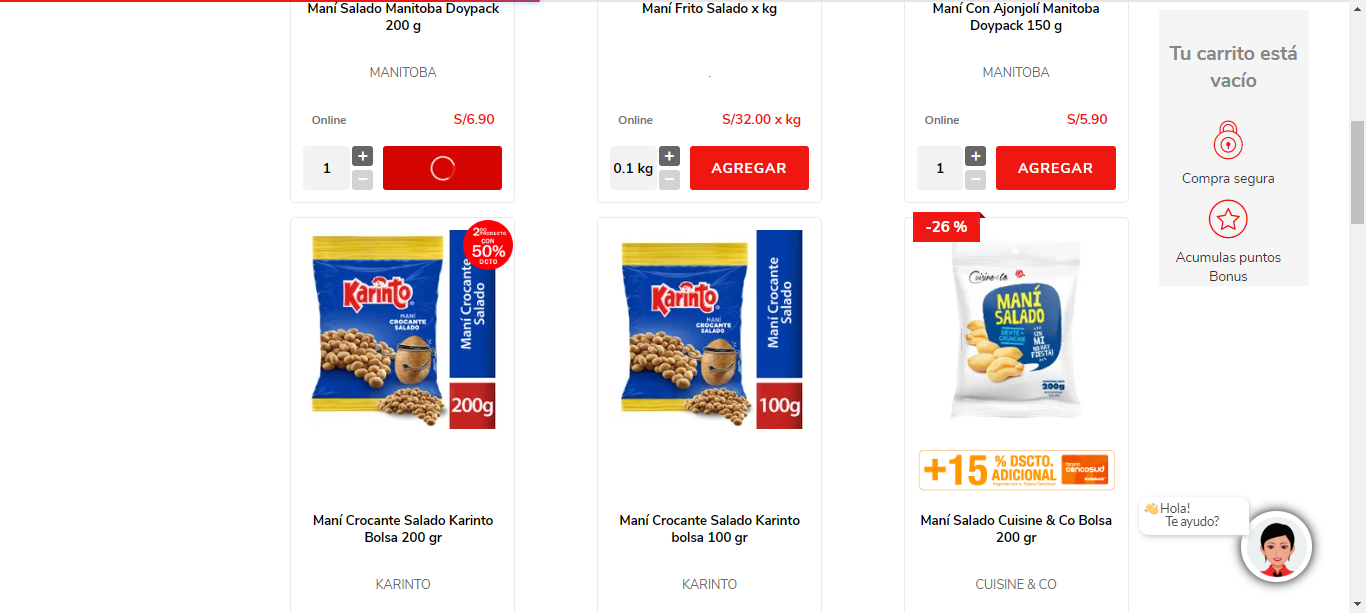 Maní Salado Manitoba Doypack
200 g
MANITOBA
Online
S/6.90
1
+
−
Maní Frito Salado x kg
.
Online
S/32.00 x kg
0.1 kg
+
−
AGREGAR
Maní Con Ajonjolí Manitoba
Doypack 150 g
MANITOBA
Online
S/5.90
1
+
−
AGREGAR
Tu carrito está
vacío
Compra segura
Acumulas puntos
Bonus
2DO PRODUCTO
CON
50%
DCTO
Karinto
MANÍ
CROCANTE
SALADO
Maní Crocante
Salado
200g
Maní Crocante Salado Karinto
Bolsa 200 gr
KARINTO
Karinto
MANÍ
CROCANTE
SALADO
Maní Crocante
Salado
100g
Maní Crocante Salado Karinto
bolsa 100 gr
KARINTO
-26 %
Cuisine & Co
MANÍ
SALADO
SIN
MÍ
NO HAY
FIESTA!
200g
+15 % DSCTO.
ADICIONAL
cencosud
Maní Salado Cuisine & Co Bolsa
200 gr
CUISINE & CO
👋 Hola!
Te ayudo?